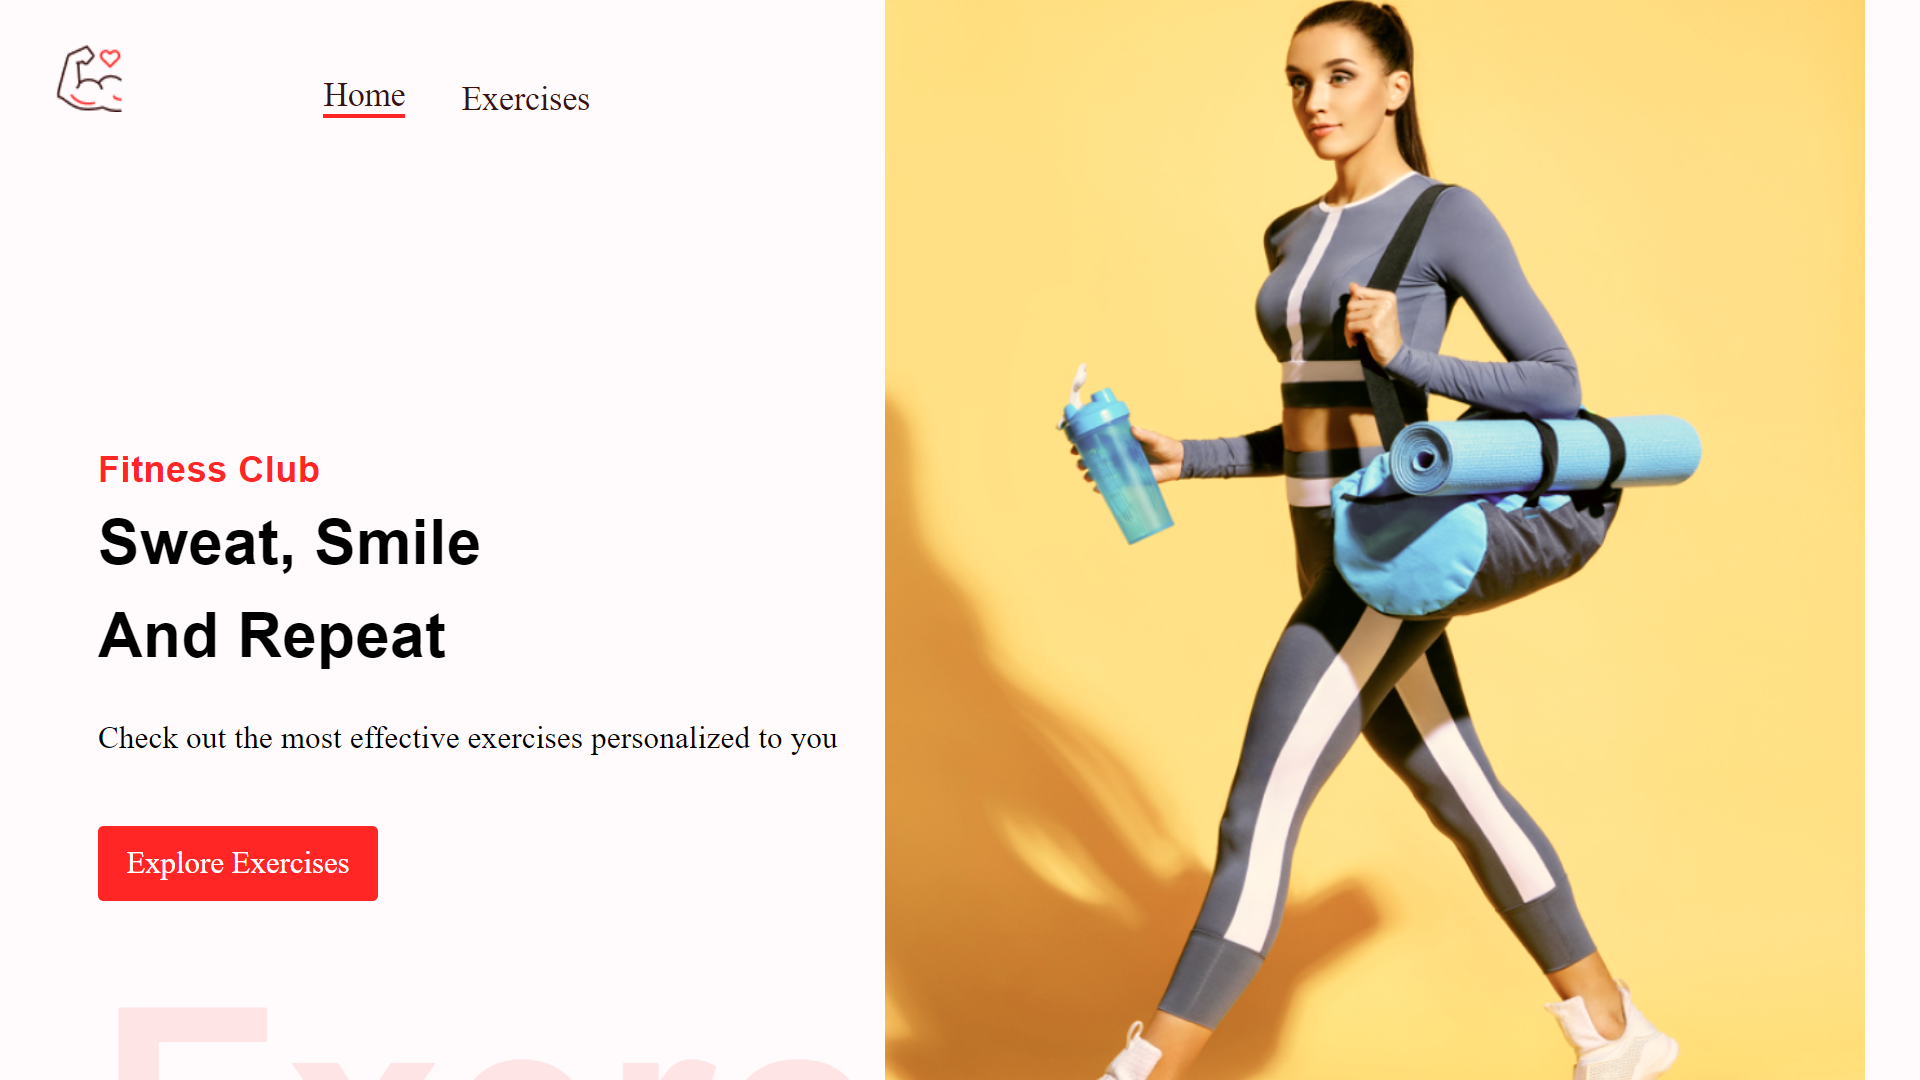 Home Exercises
Fitness Club
Sweat, Smile
And Repeat
Check out the most effective exercises personalized to you
Explore Exercises